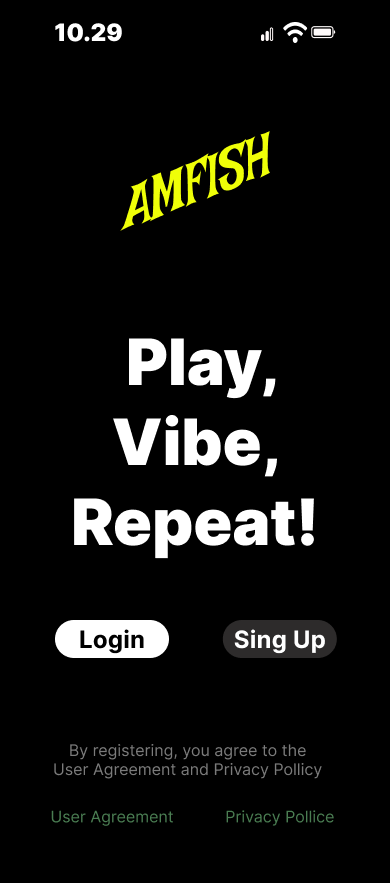 10.29
AMFISH
Play,
Vibe,
Repeat!
Login
Sing Up
By registering, you agree to the
User Agreement and Privacy Pollicy
User Agreement
Privacy Pollice